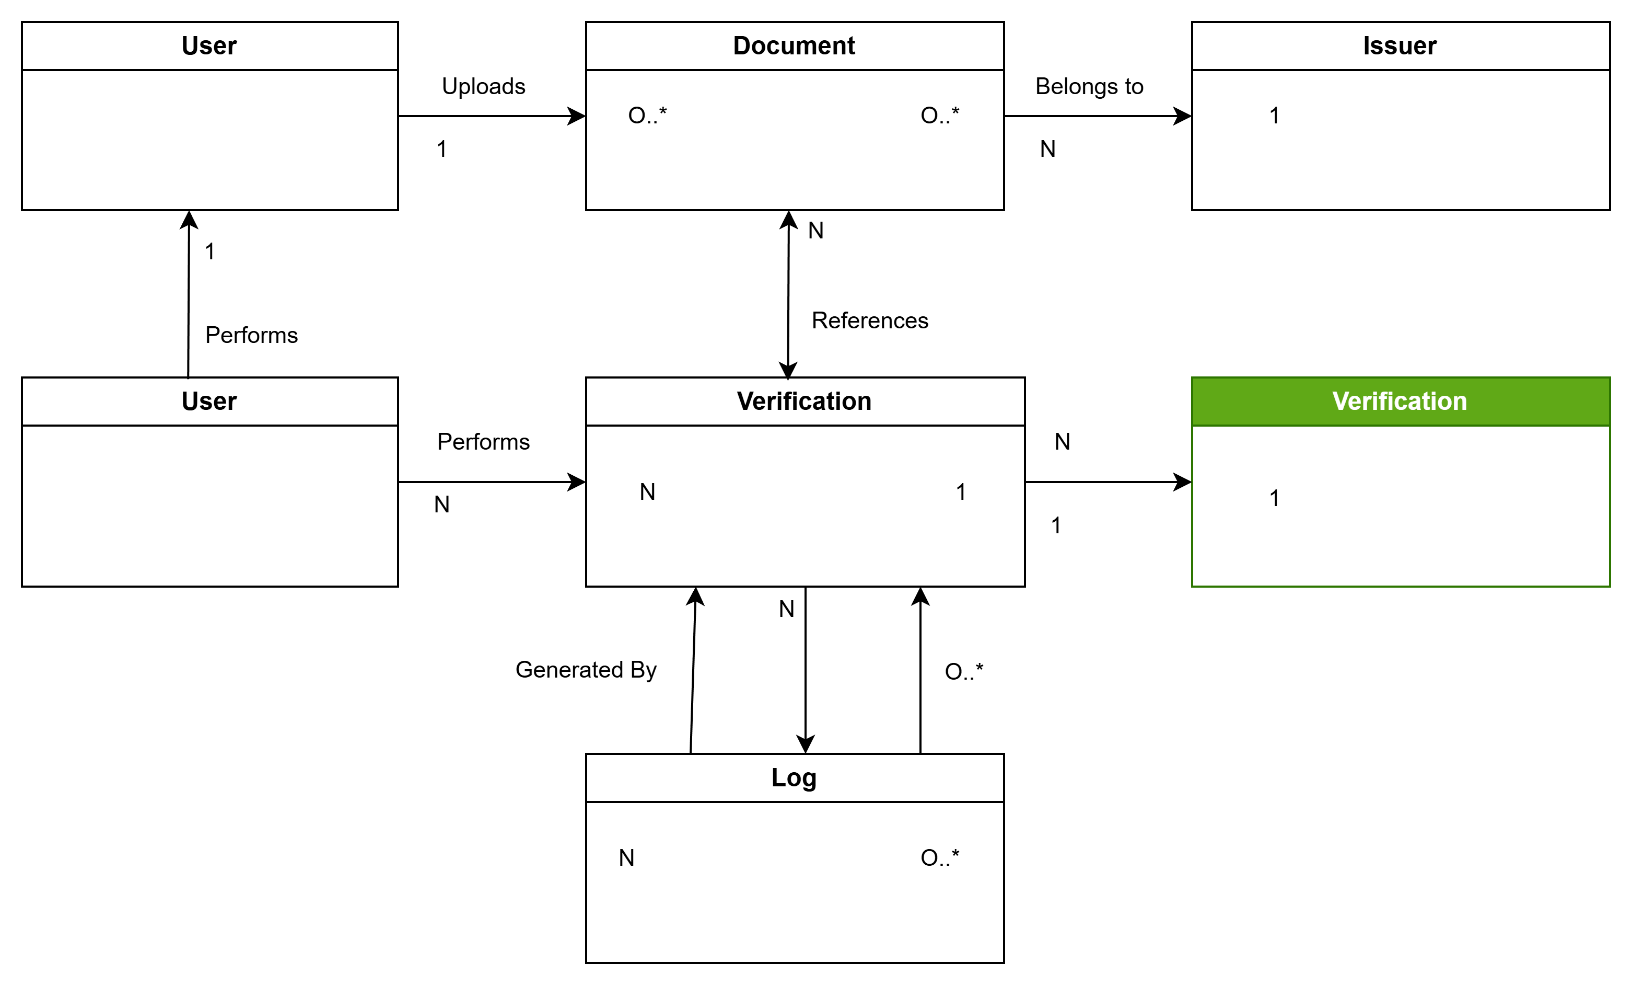 User
Document
Issuer
Uploads
Belongs to
O..*
O..*
1
1
N
N
1
References
Performs
User
Verification
Verification
Performs
N
N
N
1
1
1
N
Generated By
O..*
Log
N
O..*